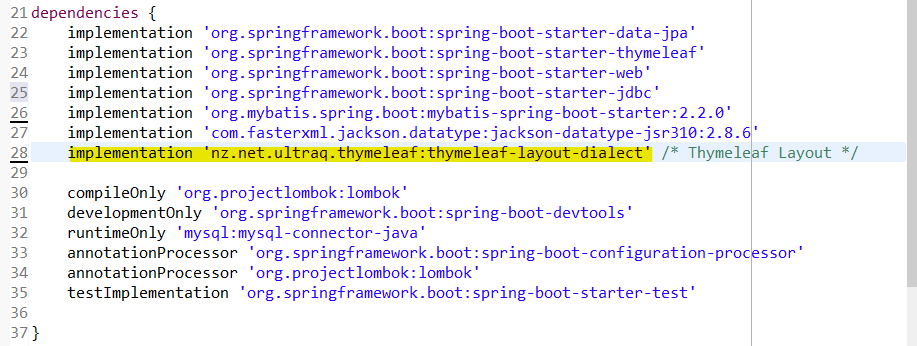 21 dependencies {
22     implementation 'org.springframework.boot:spring-boot-starter-data-jpa'
23     implementation 'org.springframework.boot:spring-boot-starter-thymeleaf'
24     implementation 'org.springframework.boot:spring-boot-starter-web'
25     implementation 'org.springframework.boot:spring-boot-starter-jdbc'
26     implementation 'org.mybatis.spring.boot:mybatis-spring-boot-starter:2.2.0'
27     implementation 'com.fasterxml.jackson.datatype:jackson-datatype-jsr310:2.8.6'
28     implementation 'nz.net.ultraq.thymeleaf:thymeleaf-layout-dialect' /* Thymeleaf Layout */
29
30     compileOnly 'org.projectlombok:lombok'
31     developmentOnly 'org.springframework.boot:spring-boot-devtools'
32     runtimeOnly 'mysql:mysql-connector-java'
33     annotationProcessor 'org.springframework.boot:spring-boot-configuration-processor'
34     annotationProcessor 'org.projectlombok:lombok'
35     testImplementation 'org.springframework.boot:spring-boot-starter-test'
36
37 }